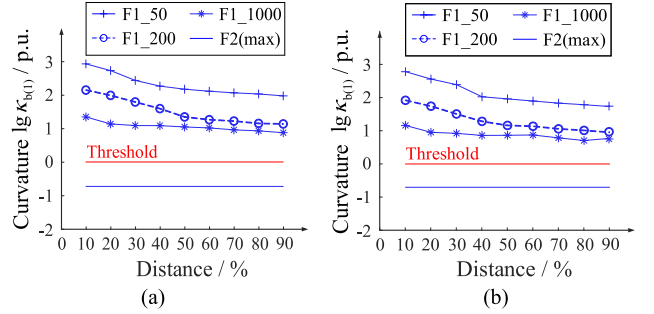 F1_50 F1_1000
F1_200 F2(max)
Curvature lg κb(1) / p.u.
3
2
1
0
-1
-2
Threshold
0 10 20 30 40 50 60 70 80 90
Distance / %
(a)
F1_50 F1_1000
F1_200 F2(max)
Curvature lg κb(1) / p.u.
3
2
1
0
-1
-2
Threshold
0 10 20 30 40 50 60 70 80 90
Distance / %
(b)